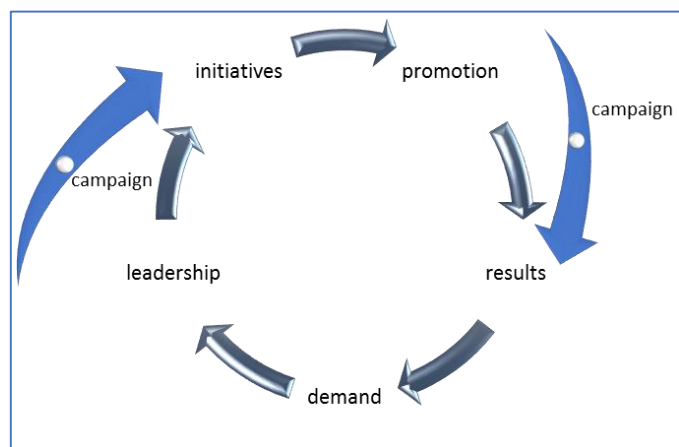 initiatives
promotion
campaign
campaign
leadership
results
demand